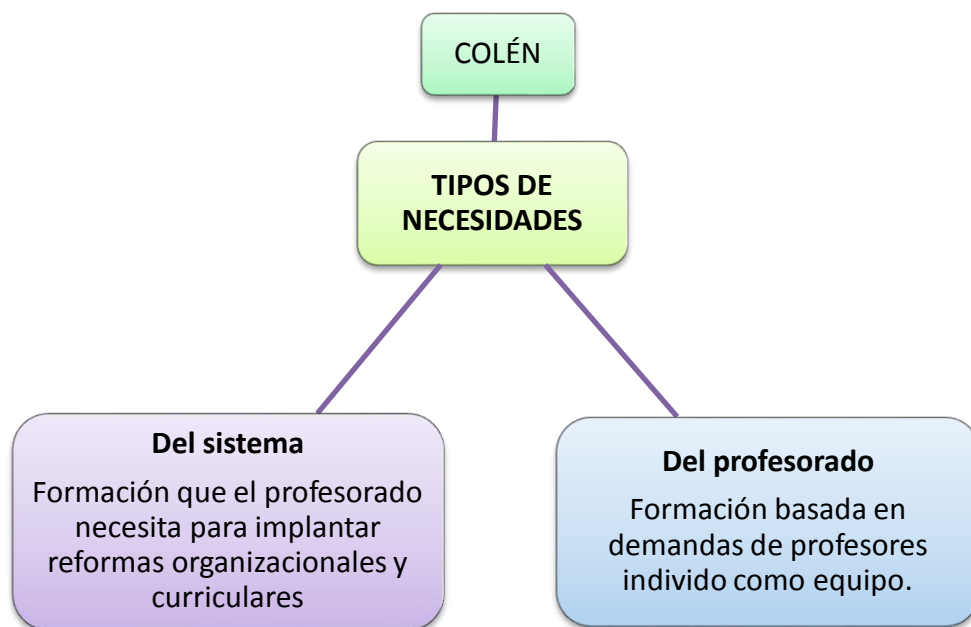 COLÉN
TIPOS DE
NECESIDADES
Del sistema
Formación que el profesorado
necesita para implantar
reformas organizacionales y
curriculares
Del profesorado
Formación basada en
demandas de profesores
individo como equipo.